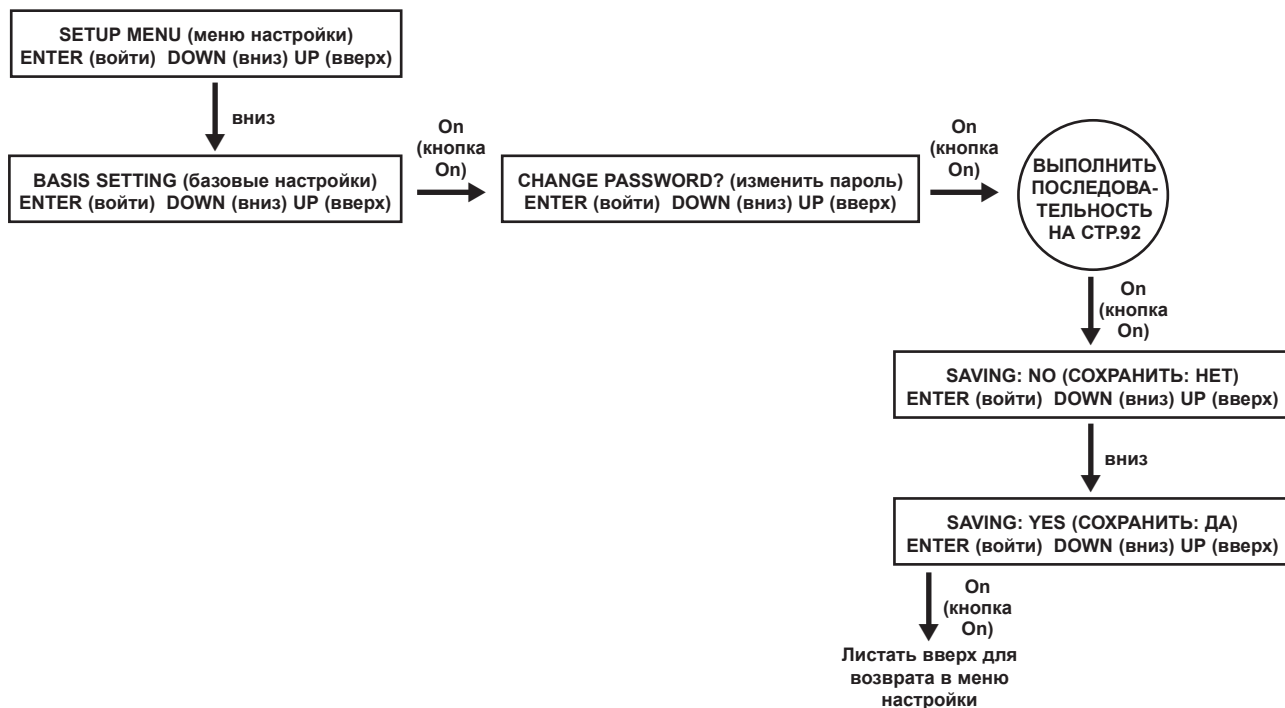 SETUP MENU (меню настройки)
ENTER (войти) DOWN (вниз) UP (вверх)
вниз
BASIS SETTING (базовые настройки)
ENTER (войти) DOWN (вниз) UP (вверх)
On
(кнопка
On)
CHANGE PASSWORD? (изменить пароль)
ENTER (войти) DOWN (вниз) UP (вверх)
On
(кнопка
On)
ВЫПОЛНИТЬ
ПОСЛЕДОВА-
ТЕЛЬНОСТЬ
НА СТР.92
On
(кнопка
On)
SAVING: NO (СОХРАНИТЬ: НЕТ)
ENTER (войти) DOWN (вниз) UP (вверх)
вниз
SAVING: YES (СОХРАНИТЬ: ДА)
ENTER (войти) DOWN (вниз) UP (вверх)
On
(кнопка
On)
Листать вверх для
возврата в меню
настройки